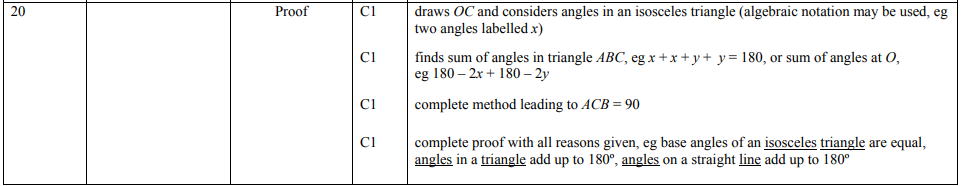 20 Proof C1 draws OC and considers angles in an isosceles triangle (algebraic notation may be used, eg
two angles labelled x)
C1 finds sum of angles in triangle ABC, eg x + x + y + y = 180, or sum of angles at O,
eg 180 – 2x + 180 – 2y
C1 complete method leading to ACB = 90
C1 complete proof with all reasons given, eg base angles of an isosceles triangle are equal,
angles in a triangle add up to 180º, angles on a straight line add up to 180º